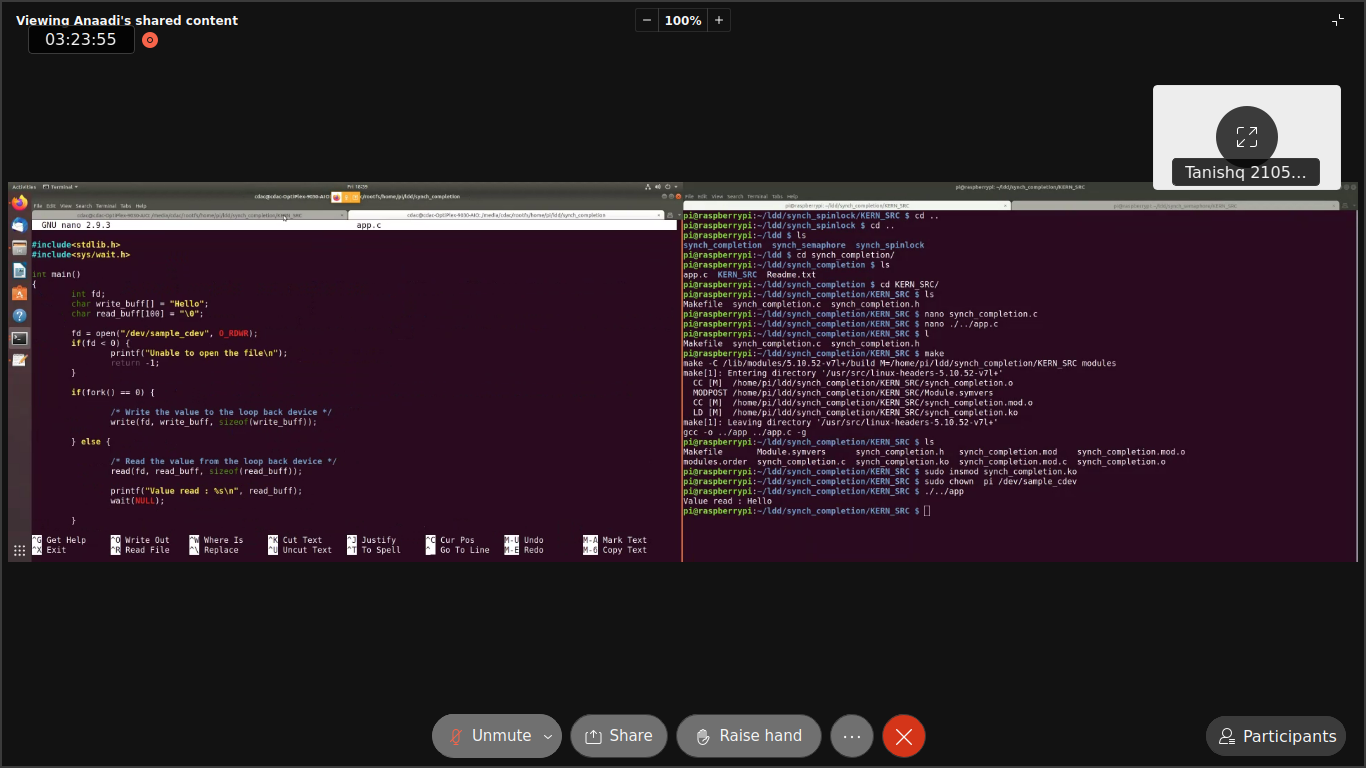 Viewing Anaadi's shared content
100%
03:23:55
Tanishq 2105...
Activities
Terminal
Fri 18:39
File Edit View Search Terminal Tabs Help
GNU nano 2.9.3 app.c
#include<stdlib.h>
#include<sys/wait.h>
int main()
{
int fd;
char write_buff[] = "Hello";
char read_buff[100] = "\0";
fd = open("/dev/sample_cdev", O_RDWR);
if(fd < 0) {
printf("Unable to open the file\n");
return -1;
}
if(fork() == 0) {
/* Write the value to the loop back device */
write(fd, write_buff, sizeof(write_buff));
} else {
/* Read the value from the loop back device */
read(fd, read_buff, sizeof(read_buff));
printf("Value read : %s\n", read_buff);
wait(NULL);
}
^G Get Help ^O Write Out ^W Where Is ^K Cut Text ^J Justify ^C Cur Pos M-U Undo M-A Mark Text
^X Exit ^R Read File ^\ Replace ^U Uncut Text ^T To Spell ^_ Go To Line M-E Redo M-6 Copy Text
pi@raspberrypi: ~/ldd/synch_completion/KERN_SRC
File Edit View Search Terminal Tabs Help
pi@raspberrypi: ~/ldd/synch_completion/KERN_SRC
pi@raspberrypi: ~/ldd/synch_semaphore/KERN_SRC
pi@raspberrypi:~/ldd/synch_spinlock/KERN_SRC $ cd ..
pi@raspberrypi:~/ldd/synch_spinlock $ cd ..
pi@raspberrypi:~/ldd $ ls
synch_completion synch_semaphore synch_spinlock
pi@raspberrypi:~/ldd $ cd synch_completion/
pi@raspberrypi:~/ldd/synch_completion $ ls
app.c KERN_SRC Readme.txt
pi@raspberrypi:~/ldd/synch_completion $ cd KERN_SRC/
pi@raspberrypi:~/ldd/synch_completion/KERN_SRC $ ls
Makefile synch_completion.c synch_completion.h
pi@raspberrypi:~/ldd/synch_completion/KERN_SRC $ nano synch_completion.c
pi@raspberrypi:~/ldd/synch_completion/KERN_SRC $ nano ./../app.c
pi@raspberrypi:~/ldd/synch_completion/KERN_SRC $ l
Makefile synch_completion.c synch_completion.h
pi@raspberrypi:~/ldd/synch_completion/KERN_SRC $ make
make -C /lib/modules/5.10.52-v7l+/build M=/home/pi/ldd/synch_completion/KERN_SRC modules
make[1]: Entering directory '/usr/src/linux-headers-5.10.52-v7l+'
CC [M] /home/pi/ldd/synch_completion/KERN_SRC/synch_completion.o
MODPOST /home/pi/ldd/synch_completion/KERN_SRC/Module.symvers
CC [M] /home/pi/ldd/synch_completion/KERN_SRC/synch_completion.mod.o
LD [M] /home/pi/ldd/synch_completion/KERN_SRC/synch_completion.ko
make[1]: Leaving directory '/usr/src/linux-headers-5.10.52-v7l+'
gcc -o ../app ../app.c -g
pi@raspberrypi:~/ldd/synch_completion/KERN_SRC $ ls
Makefile Module.symvers synch_completion.h synch_completion.mod synch_completion.mod.o
modules.order synch_completion.c synch_completion.ko synch_completion.mod.c synch_completion.o
pi@raspberrypi:~/ldd/synch_completion/KERN_SRC $ sudo insmod synch_completion.ko
pi@raspberrypi:~/ldd/synch_completion/KERN_SRC $ sudo chown pi /dev/sample_cdev
pi@raspberrypi:~/ldd/synch_completion/KERN_SRC $ ./../app
Value read : Hello
pi@raspberrypi:~/ldd/synch_completion/KERN_SRC $
Unmute
Share
Raise hand
Participants